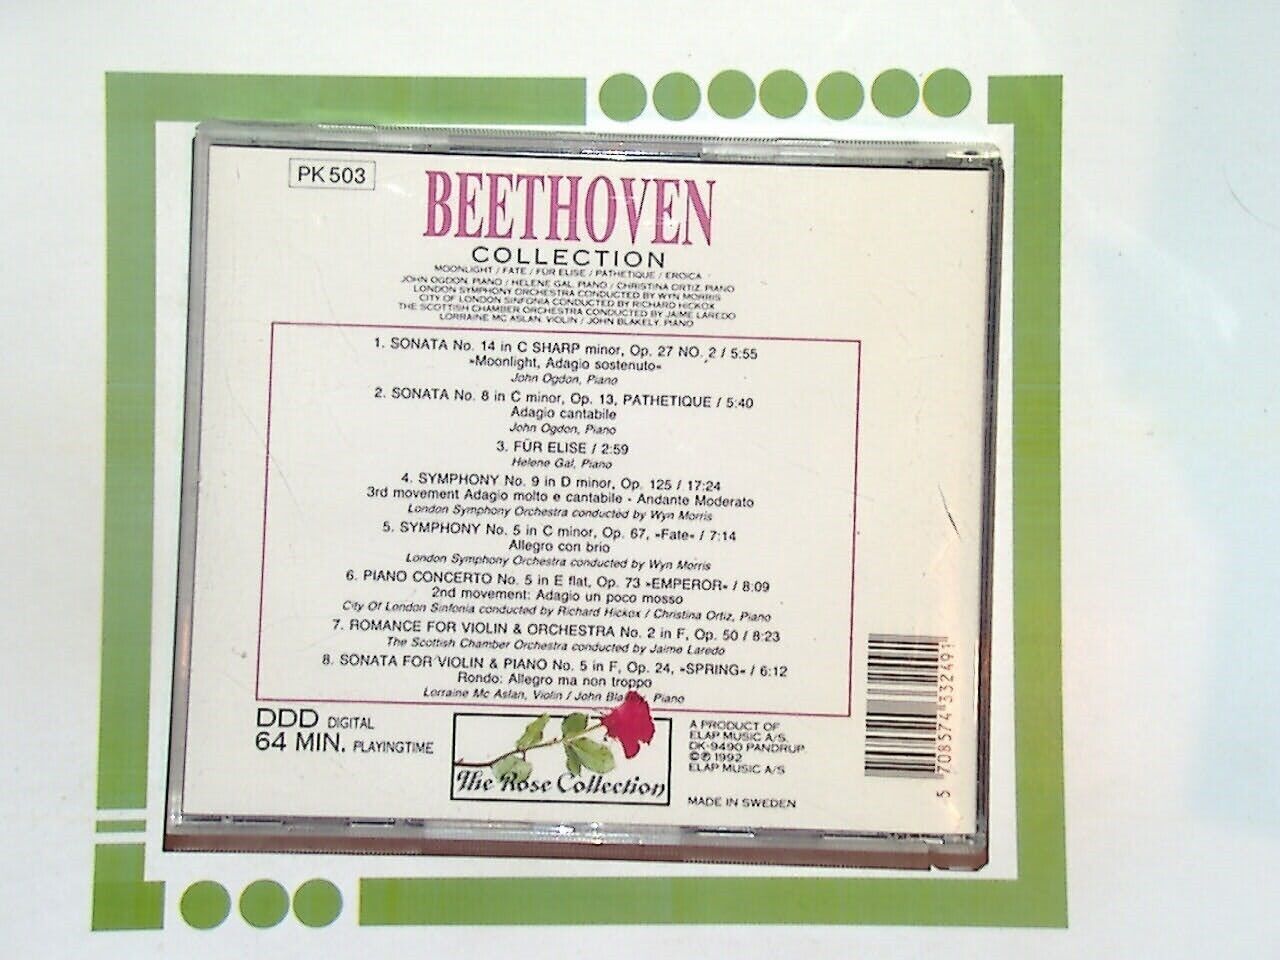 PK 503
BEETHOVEN
COLLECTION
MOONLIGHT / FATE / FÜR ELISE / PATHETIQUE / EROICA
JOHN OGDON, PIANO / HELENE GAL, PIANO / CHRISTINA ORTIZ, PIANO
LONDON SYMPHONY ORCHESTRA CONDUCTED BY WYN MORRIS
CITY OF LONDON SINFONIA CONDUCTED BY RICHARD HICKOX
THE SCOTTISH CHAMBER ORCHESTRA CONDUCTED BY JAIME LAREDO
LORRAINE MC ASLAN, VIOLIN / JOHN BLAKELY, PIANO
1. SONATA No. 14 in C SHARP minor, Op. 27 NO. 2 / 5:55
»Moonlight, Adagio sostenuto«
John Ogdon, Piano
2. SONATA No. 8 in C minor, Op. 13, PATHETIQUE / 5:40
Adagio cantabile
John Ogdon, Piano
3. FÜR ELISE / 2:59
Helene Gal, Piano
4. SYMPHONY No. 9 in D minor, Op. 125 / 17:24
3rd movement Adagio molto e cantabile - Andante Moderato
London Symphony Orchestra conducted by Wyn Morris
5. SYMPHONY No. 5 in C minor, Op. 67, »Fate« / 7:14
Allegro con brio
London Symphony Orchestra conducted by Wyn Morris
6. PIANO CONCERTO No. 5 in E flat, Op. 73 »EMPEROR« / 8:09
2nd movement: Adagio un poco mosso
City Of London Sinfonia conducted by Richard Hickox / Christina Ortiz, Piano
7. ROMANCE FOR VIOLIN & ORCHESTRA No. 2 in F, Op. 50 / 8:23
The Scottish Chamber Orchestra conducted by Jaime Laredo
8. SONATA FOR VIOLIN & PIANO No. 5 in F, Op. 24, »SPRING« / 6:12
Rondo: Allegro ma non troppo
Lorraine Mc Aslan, Violin / John Piano
DDD DIGITAL
64 MIN. PLAYINGTIME
The Rose Collection
A PRODUCT OF
ELAP MUSIC A/S.
DK-9490 PANDRUP
©℗ 1992
ELAP MUSIC A/S
MADE IN SWEDEN
5 708574 332491